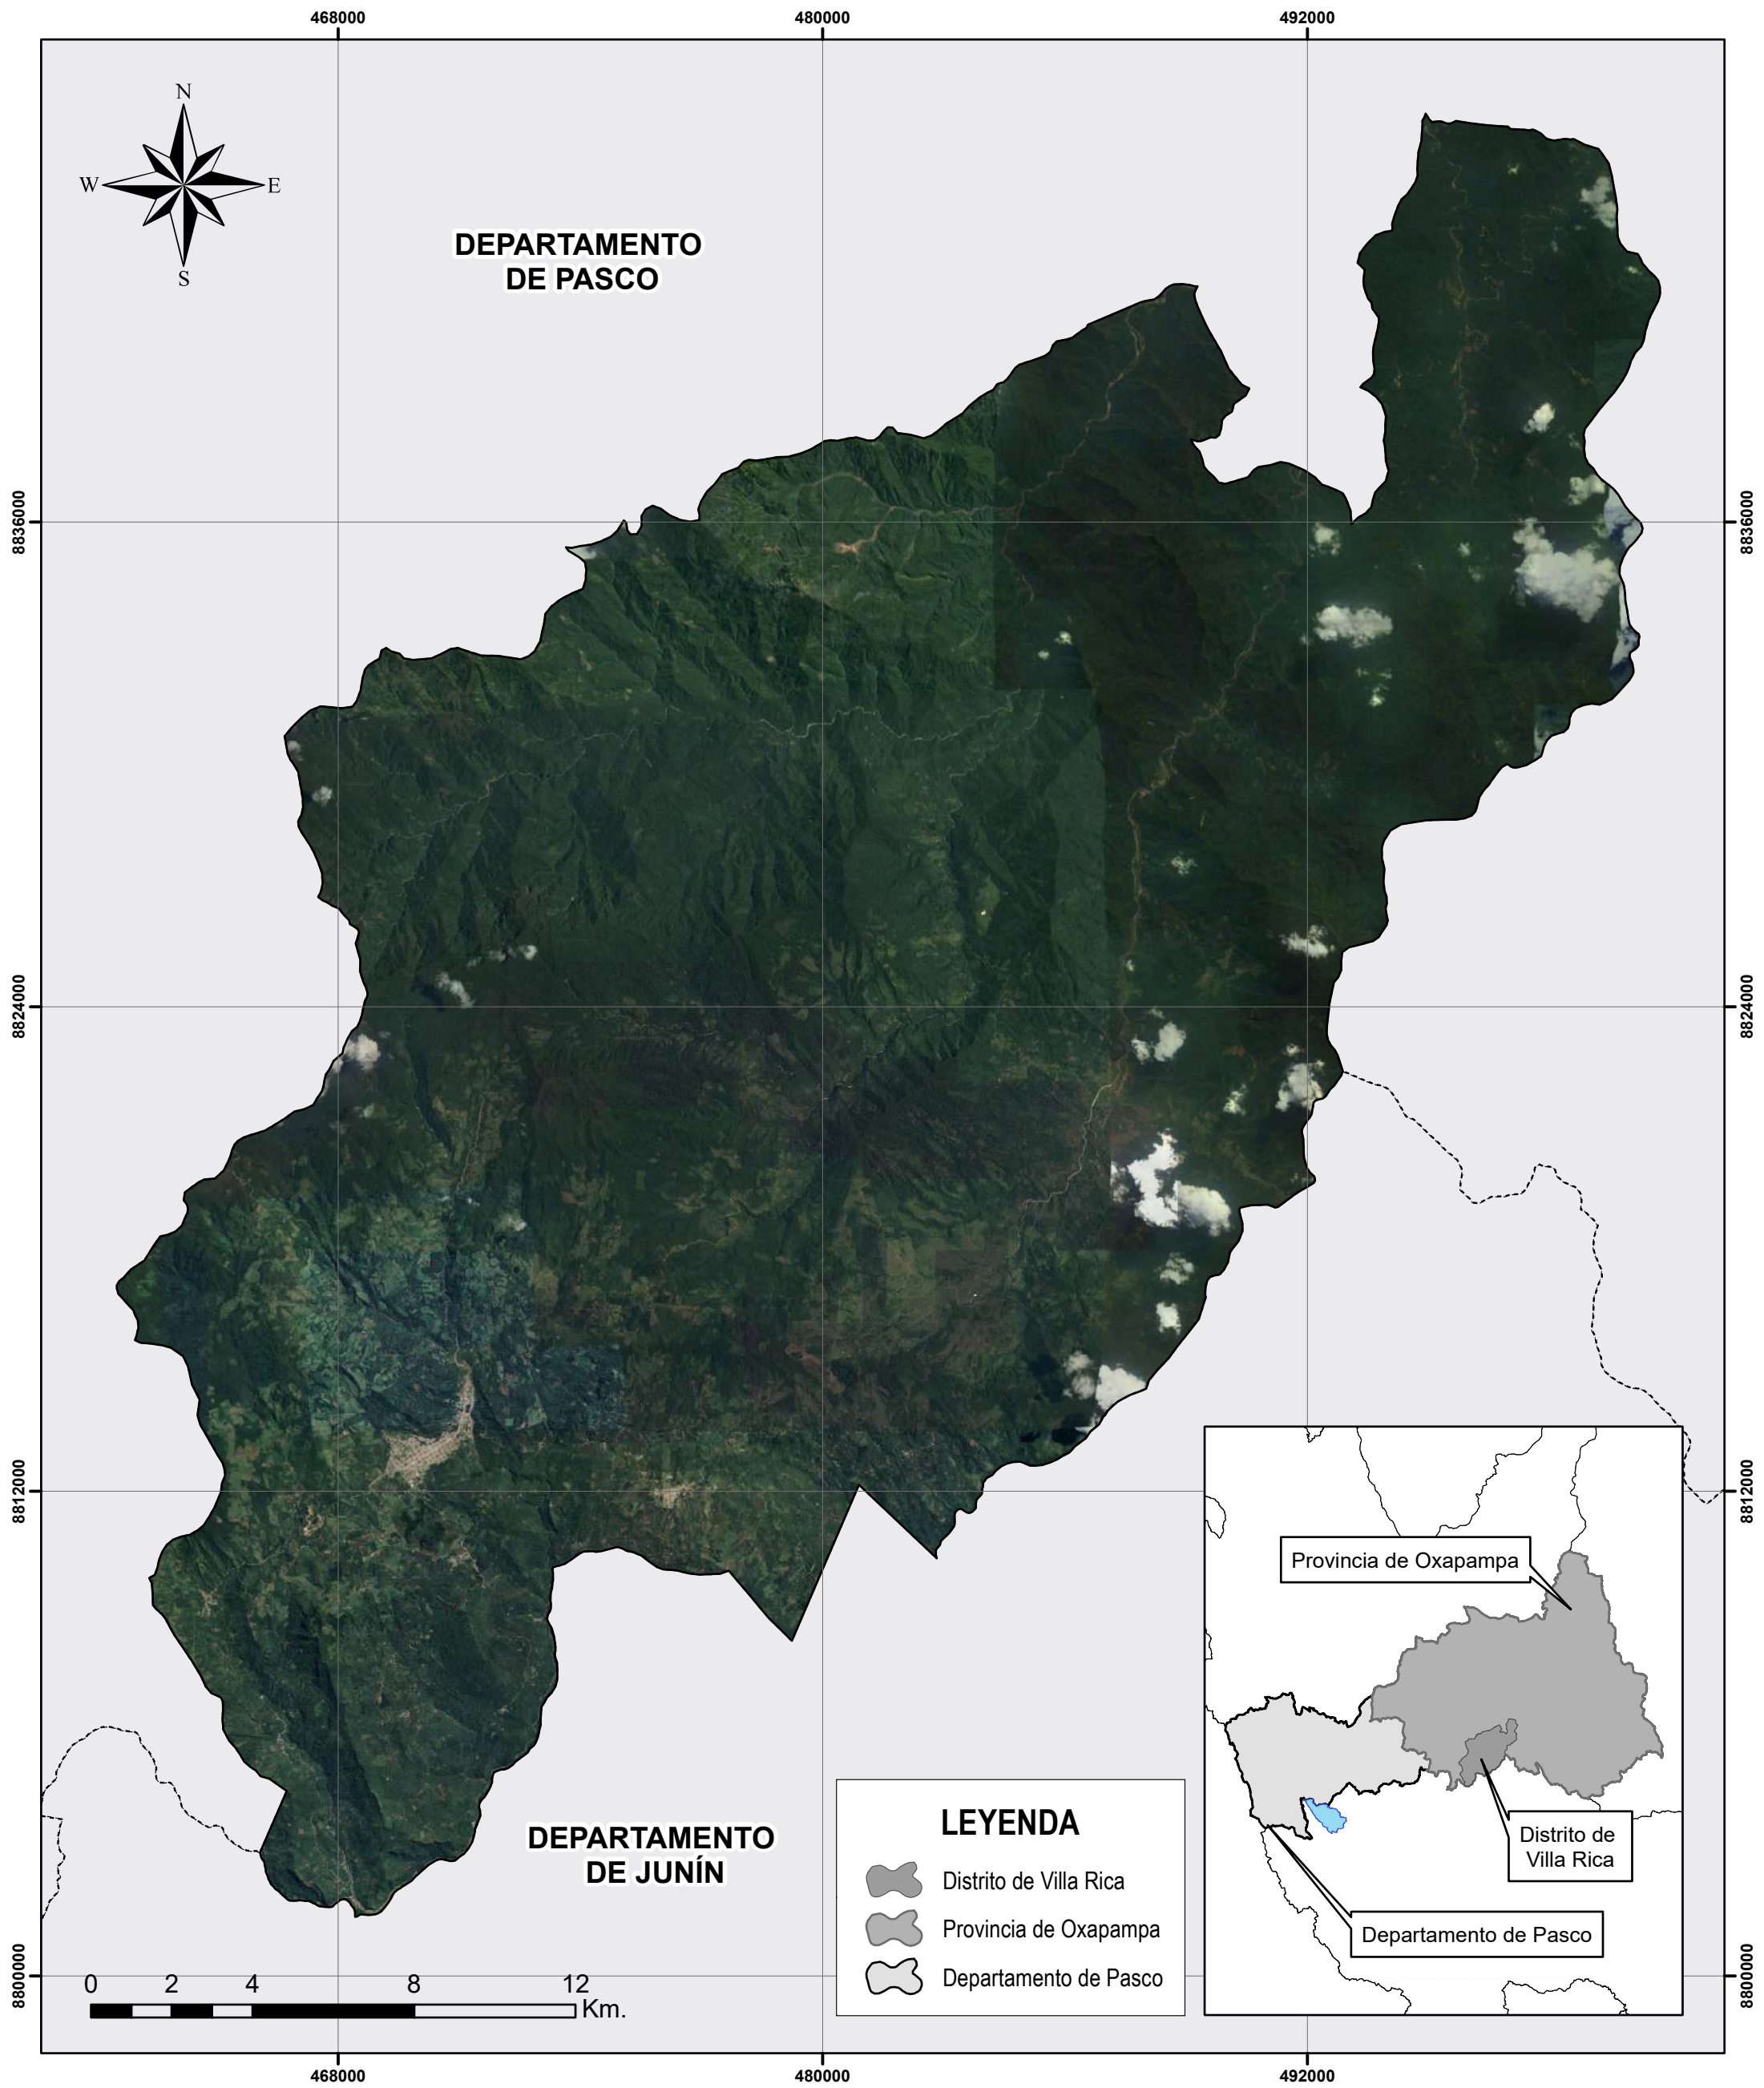 468000
480000
492000
N
W
E
S
DEPARTAMENTO
DE PASCO
8836000
8836000
8824000
8824000
8812000
8812000
Provincia de Oxapampa
Distrito de
Villa Rica
Departamento de Pasco
DEPARTAMENTO
DE JUNÍN
LEYENDA
Distrito de Villa Rica
Provincia de Oxapampa
Departamento de Pasco
8800000
8800000
0 2 4 8 12
Km.
468000
480000
492000